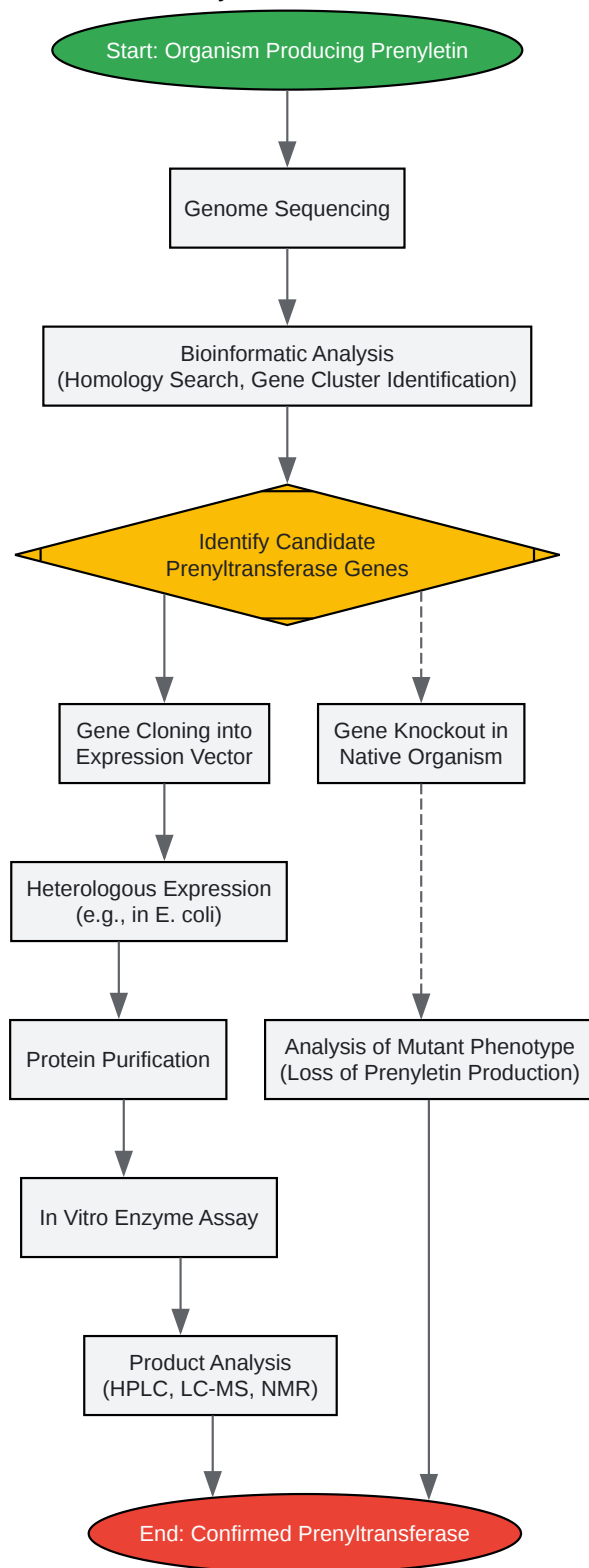 Start: Organism Producing Prenyletin
Genome Sequencing
Bioinformatic Analysis
(Homology Search, Gene Cluster Identification)
Identify Candidate
Prenyltransferase Genes
Gene Cloning into
Expression Vector
Gene Knockout in
Native Organism
Heterologous Expression
(e.g., in E. coli)
Protein Purification
Analysis of Mutant Phenotype
(Loss of Prenyletin Production)
In Vitro Enzyme Assay
Product Analysis
(HPLC, LC-MS, NMR)
End: Confirmed Prenyltransferase